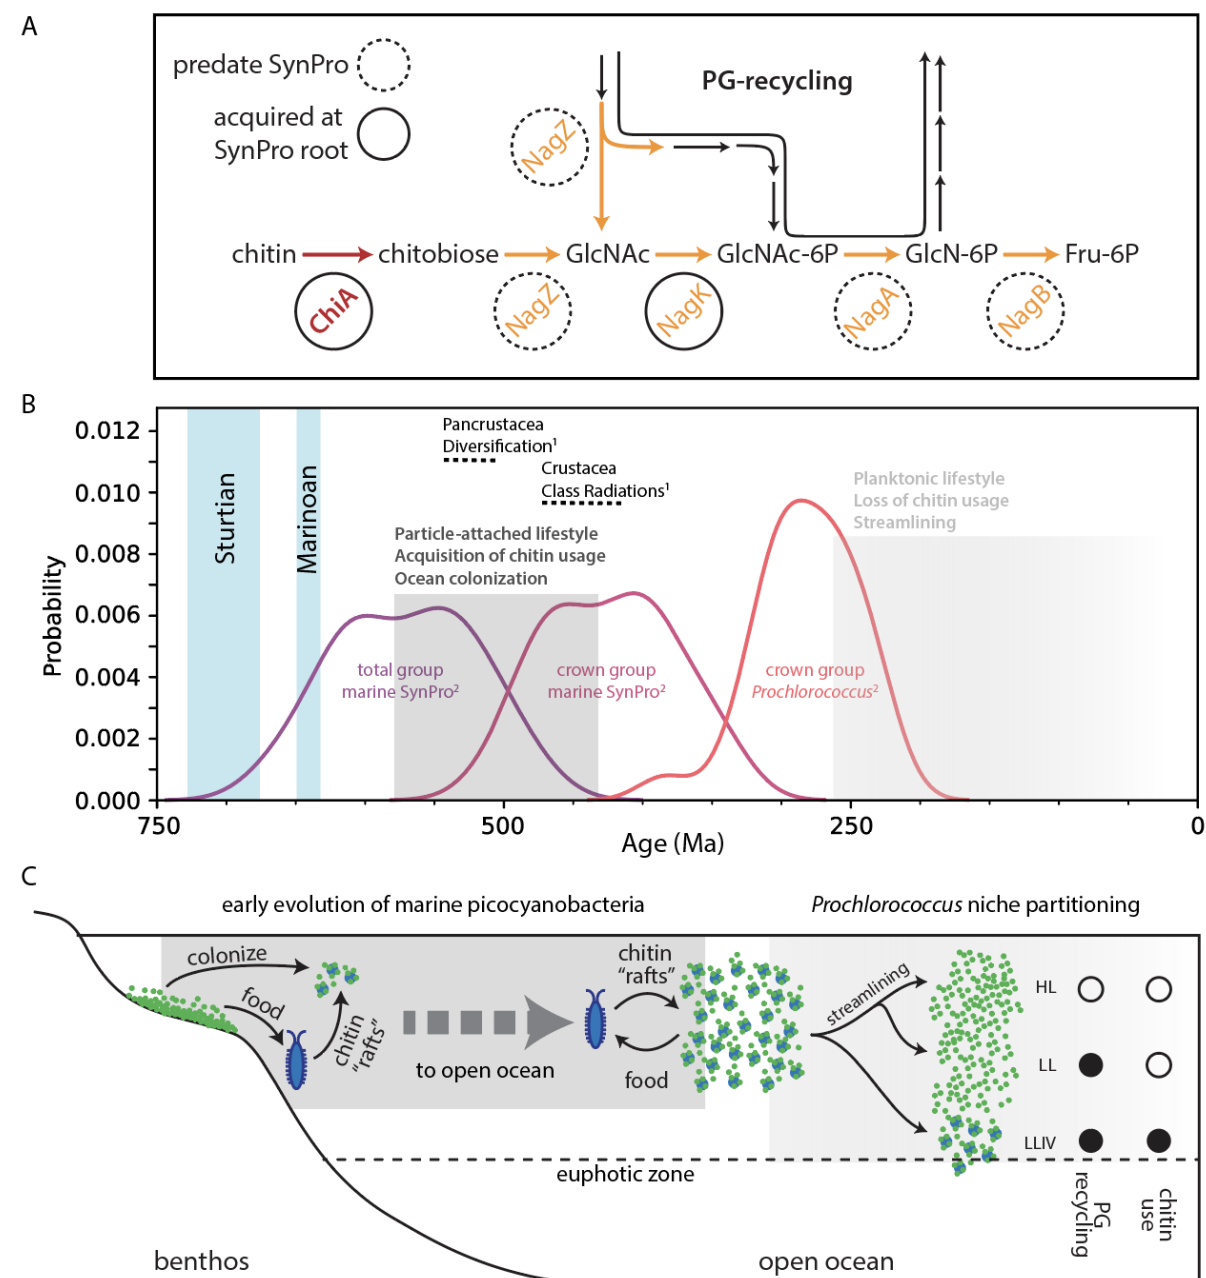 A
predate SynPro
acquired at
SynPro root
PG-recycling
NagZ
chitin
chitobiose
GlcNAc
GlcNAc-6P
GlcN-6P
Fru-6P
ChiA
NagZ
NagK
NagA
NagB
B
Probability
0.012
0.010
0.008
0.006
0.004
0.002
0.000
Sturtian
Marinoan
Pancrustacea
Diversification¹
Crustacea
Class Radiations¹
Particle-attached lifestyle
Acquisition of chitin usage
Ocean colonization
Planktonic lifestyle
Loss of chitin usage
Streamlining
total group
marine SynPro²
crown group
marine SynPro²
crown group
Prochlorococcus²
750
500
250
0
Age (Ma)
C
early evolution of marine picocyanobacteria
Prochlorococcus niche partitioning
colonize
food
chitin
"rafts"
to open ocean
chitin
"rafts"
food
streamlining
HL
LL
LLIV
euphotic zone
PG
recycling
chitin
use
benthos
open ocean